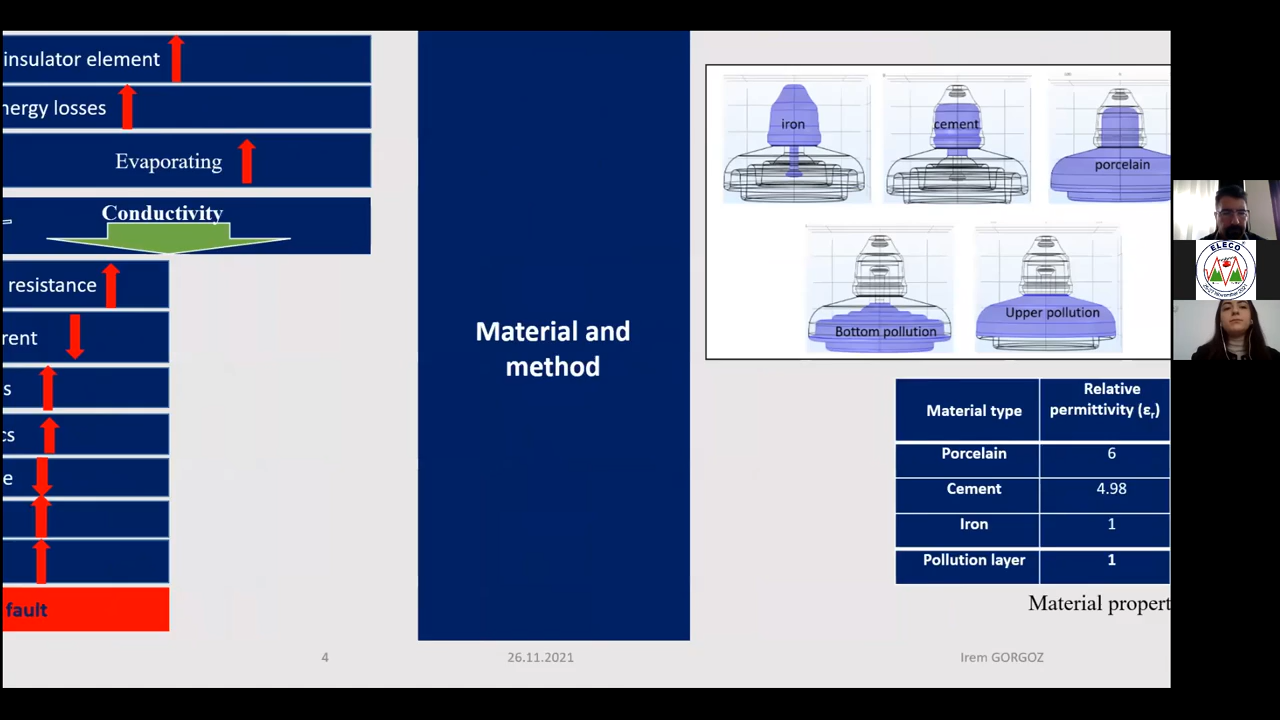 insulator element
nergy losses
Evaporating
Conductivity
resistance
rent
s
cs
e
fault
Material and
method
iron
cement
porcelain
Bottom pollution
Upper pollution
Material type
Relative
permittivity (εr)
Porcelain
6
Cement
4.98
Iron
1
Pollution layer
1
Material propert
4
26.11.2021
Irem GORGOZ
ELECO